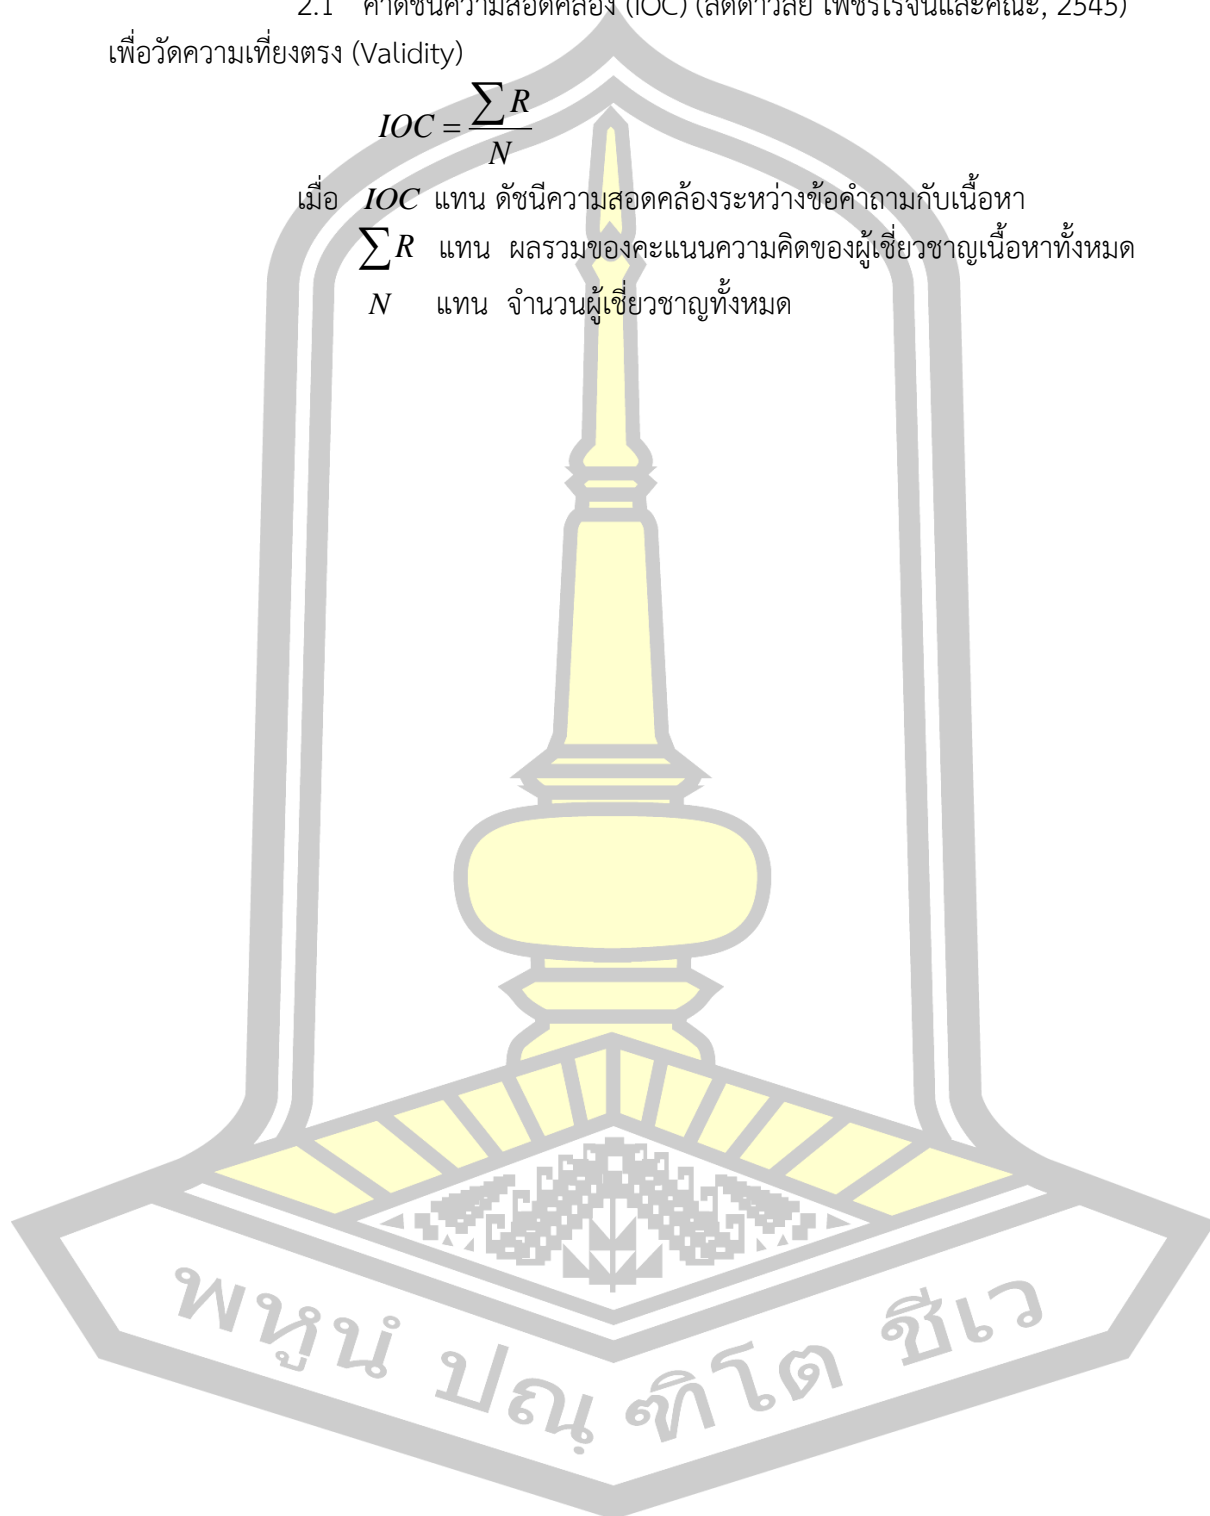 2.1 ค่าดัชนีความสอดคล้อง (IOC) (ลัดดาวัลย์ เพชรโรจน์และคณะ, 2545)
เพื่อวัดความเที่ยงตรง (Validity)
IOC = ∑R / N
เมื่อ IOC แทน ดัชนีความสอดคล้องระหว่างข้อคำถามกับเนื้อหา
∑R แทน ผลรวมของคะแนนความคิดของผู้เชี่ยวชาญเนื้อหาทั้งหมด
N แทน จำนวนผู้เชี่ยวชาญทั้งหมด
พหูนํ ปณฺฑิโต ชีเว